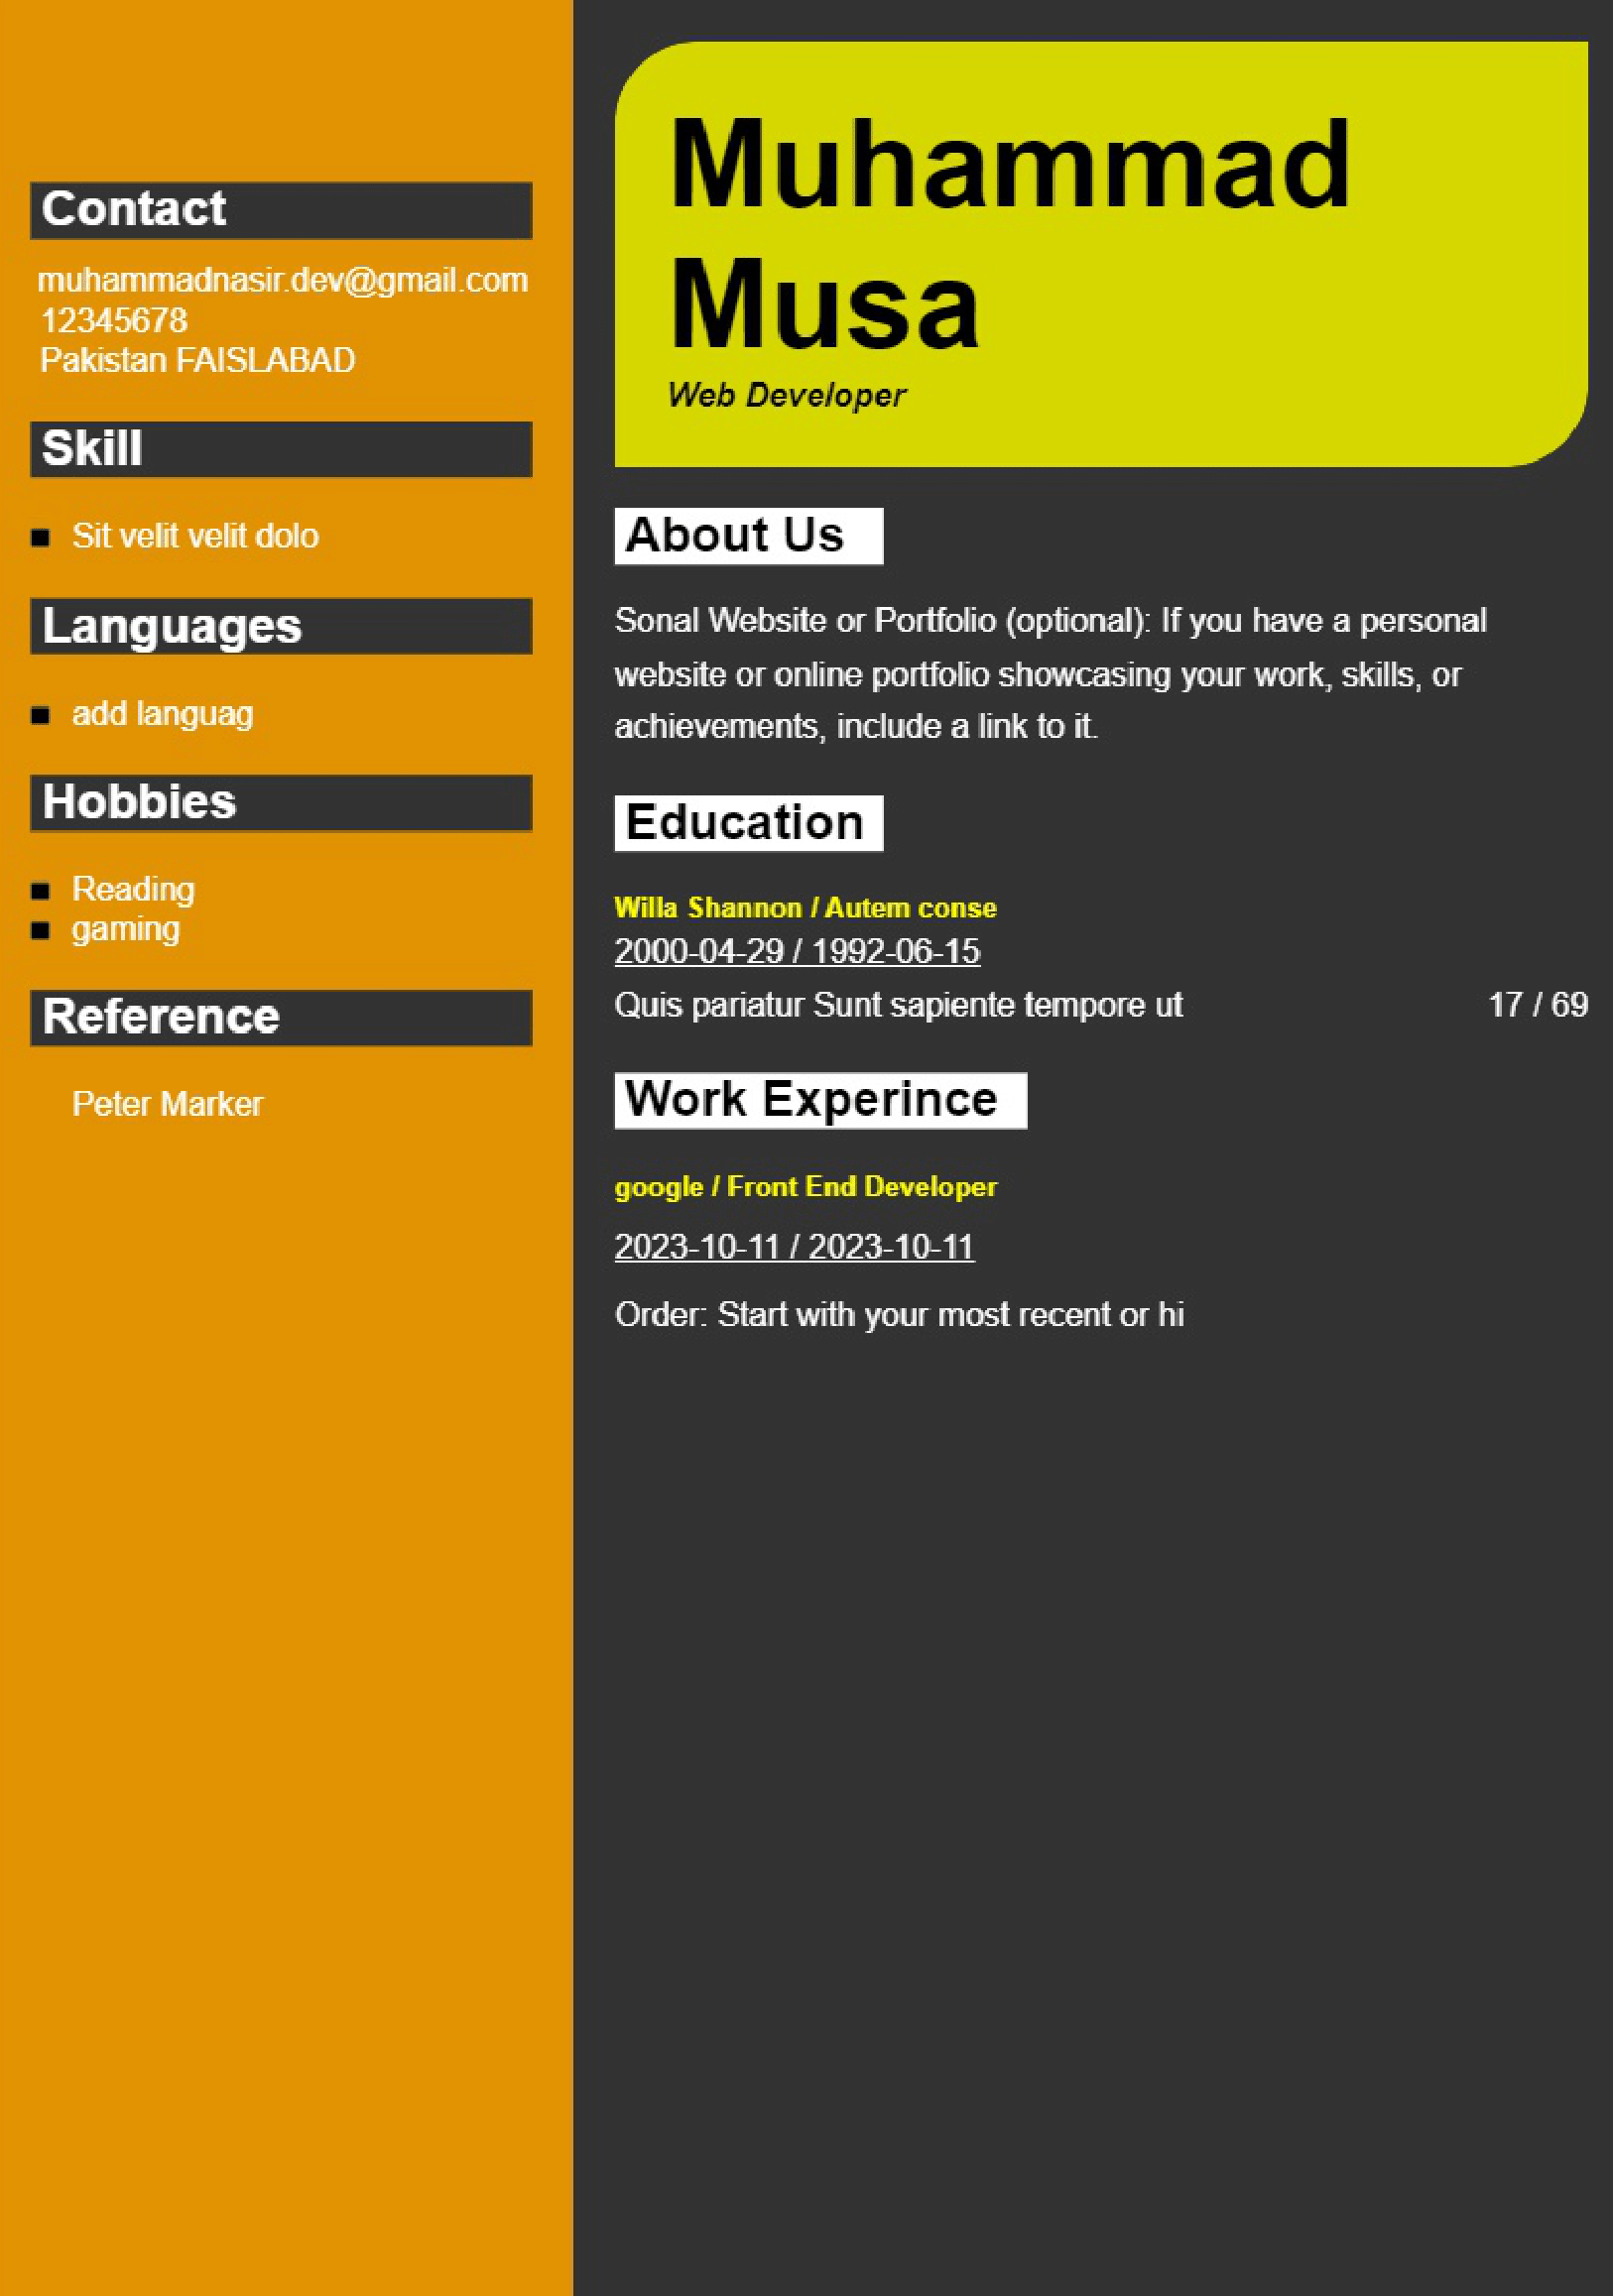 Contact
muhammadnasir.dev@gmail.com
12345678
Pakistan FAISLABAD
Skill
Sit velit velit dolo
Languages
add languag
Hobbies
Reading
gaming
Reference
Peter Marker
Muhammad
Musa
Web Developer
About Us
Sonal Website or Portfolio (optional): If you have a personal
website or online portfolio showcasing your work, skills, or
achievements, include a link to it.
Education
Willa Shannon / Autem conse
2000-04-29 / 1992-06-15
Quis pariatur Sunt sapiente tempore ut 17 / 69
Work Experince
google / Front End Developer
2023-10-11 / 2023-10-11
Order: Start with your most recent or hi